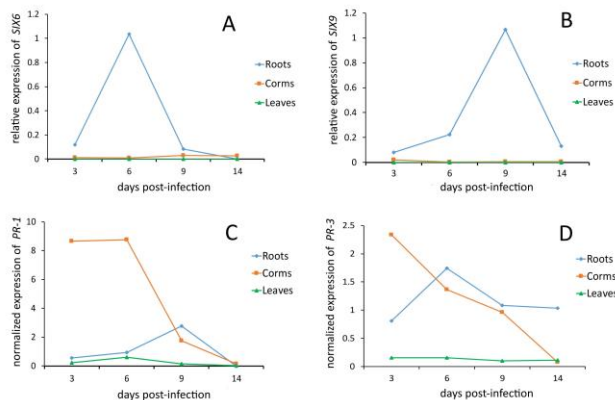 A
relative expression of SIX6
1.2
1
0.8
0.6
0.4
0.2
0
3 6 9 14
days post-infection
Roots
Corms
Leaves
B
relative expression of SIX9
1.2
1
0.8
0.6
0.4
0.2
0
3 6 9 14
days post-infection
Roots
Corms
Leaves
C
normalized expression of PR-1
10
8
6
4
2
0
3 6 9 14
days post-infection
Roots
Corms
Leaves
D
normalized expression of PR-3
2.5
2
1.5
1
0.5
0
3 6 9 14
days post-infection
Roots
Corms
Leaves